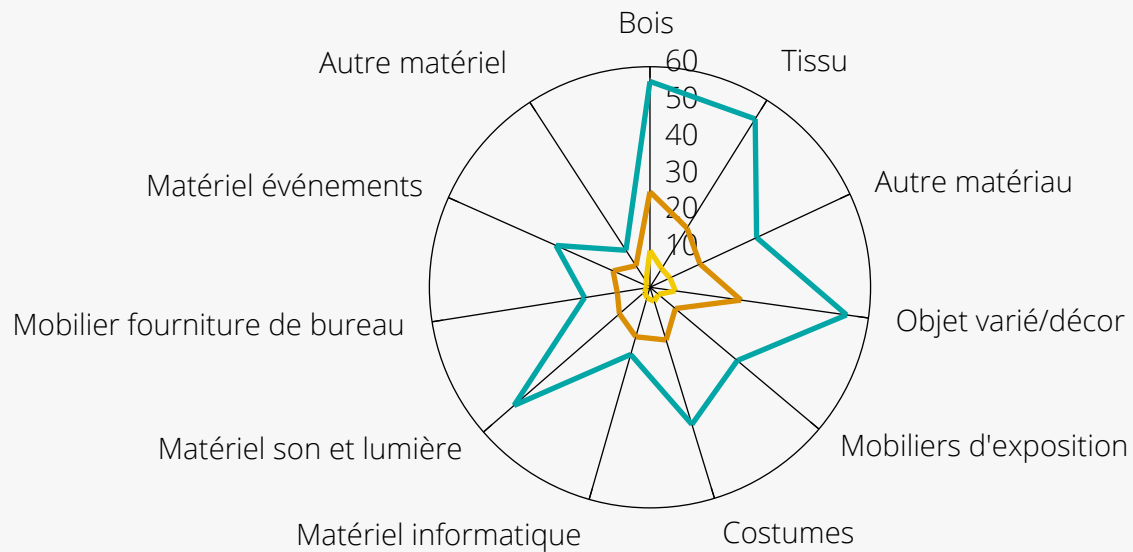 Bois
60
Tissu
Autre matériel
50
40
30
Matériel événements
Autre matériau
20
10
Mobilier fourniture de bureau
Objet varié/décor
Matériel son et lumière
Mobiliers d'exposition
Matériel informatique
Costumes